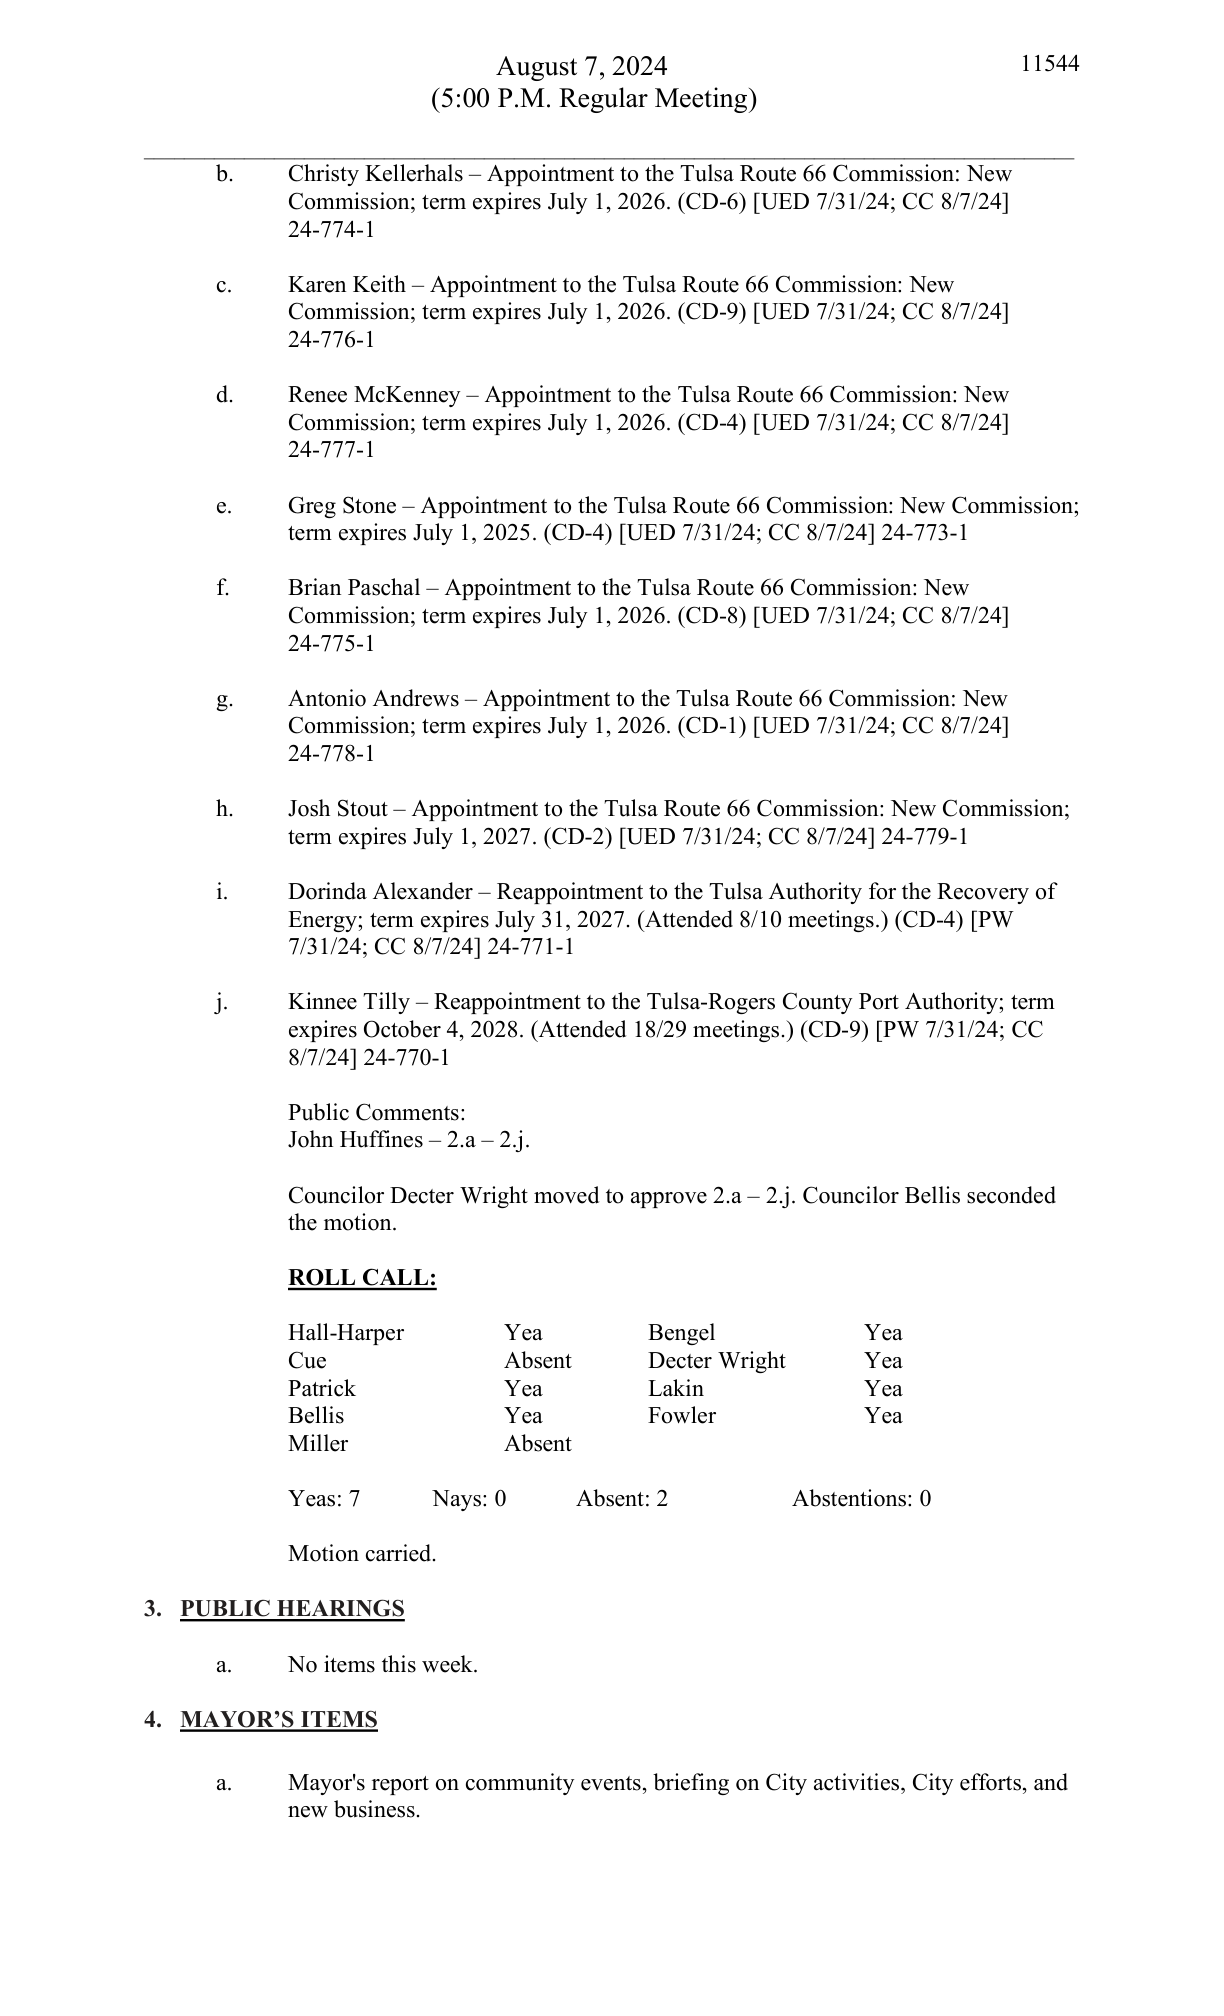 August 7, 2024 11544
(5:00 P.M. Regular Meeting)
b. Christy Kellerhals – Appointment to the Tulsa Route 66 Commission: New
Commission; term expires July 1, 2026. (CD-6) [UED 7/31/24; CC 8/7/24]
24-774-1
c. Karen Keith – Appointment to the Tulsa Route 66 Commission: New
Commission; term expires July 1, 2026. (CD-9) [UED 7/31/24; CC 8/7/24]
24-776-1
d. Renee McKenney – Appointment to the Tulsa Route 66 Commission: New
Commission; term expires July 1, 2026. (CD-4) [UED 7/31/24; CC 8/7/24]
24-777-1
e. Greg Stone – Appointment to the Tulsa Route 66 Commission: New Commission;
term expires July 1, 2025. (CD-4) [UED 7/31/24; CC 8/7/24] 24-773-1
f. Brian Paschal – Appointment to the Tulsa Route 66 Commission: New
Commission; term expires July 1, 2026. (CD-8) [UED 7/31/24; CC 8/7/24]
24-775-1
g. Antonio Andrews – Appointment to the Tulsa Route 66 Commission: New
Commission; term expires July 1, 2026. (CD-1) [UED 7/31/24; CC 8/7/24]
24-778-1
h. Josh Stout – Appointment to the Tulsa Route 66 Commission: New Commission;
term expires July 1, 2027. (CD-2) [UED 7/31/24; CC 8/7/24] 24-779-1
i. Dorinda Alexander – Reappointment to the Tulsa Authority for the Recovery of
Energy; term expires July 31, 2027. (Attended 8/10 meetings.) (CD-4) [PW
7/31/24; CC 8/7/24] 24-771-1
j. Kinnee Tilly – Reappointment to the Tulsa-Rogers County Port Authority; term
expires October 4, 2028. (Attended 18/29 meetings.) (CD-9) [PW 7/31/24; CC
8/7/24] 24-770-1
Public Comments:
John Huffines – 2.a – 2.j.
Councilor Decter Wright moved to approve 2.a – 2.j. Councilor Bellis seconded
the motion.
ROLL CALL:
Hall-Harper Yea Bengel Yea
Cue Absent Decter Wright Yea
Patrick Yea Lakin Yea
Bellis Yea Fowler Yea
Miller Absent
Yeas: 7 Nays: 0 Absent: 2 Abstentions: 0
Motion carried.
3. PUBLIC HEARINGS
a. No items this week.
4. MAYOR’S ITEMS
a. Mayor's report on community events, briefing on City activities, City efforts, and
new business.